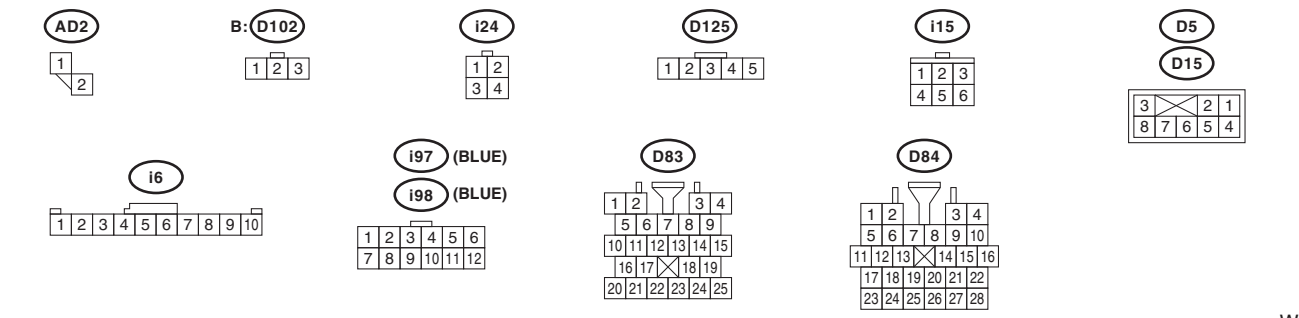 AD2
1
2
B: D102
1 2 3
i24
1 2
3 4
D125
1 2 3 4 5
i15
1 2 3
4 5 6
D5
D15
3 2 1
8 7 6 5 4
i6
1 2 3 4 5 6 7 8 9 10
i97 (BLUE)
i98 (BLUE)
1 2 3 4 5 6
7 8 9 10 11 12
D83
1 2 3 4
5 6 7 8 9
10 11 12 13 14 15
16 17 18 19
20 21 22 23 24 25
D84
1 2 3 4
5 6 7 8 9 10
11 12 13 14 15 16
17 18 19 20 21 22
23 24 25 26 27 28